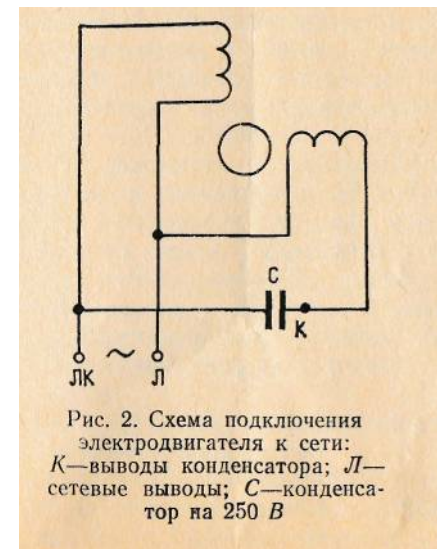 С
К
ЛК ~ Л
Рис. 2. Схема подключения
электродвигателя к сети:
К—выводы конденсатора; Л—
сетевые выводы; С—конденса-
тор на 250 В